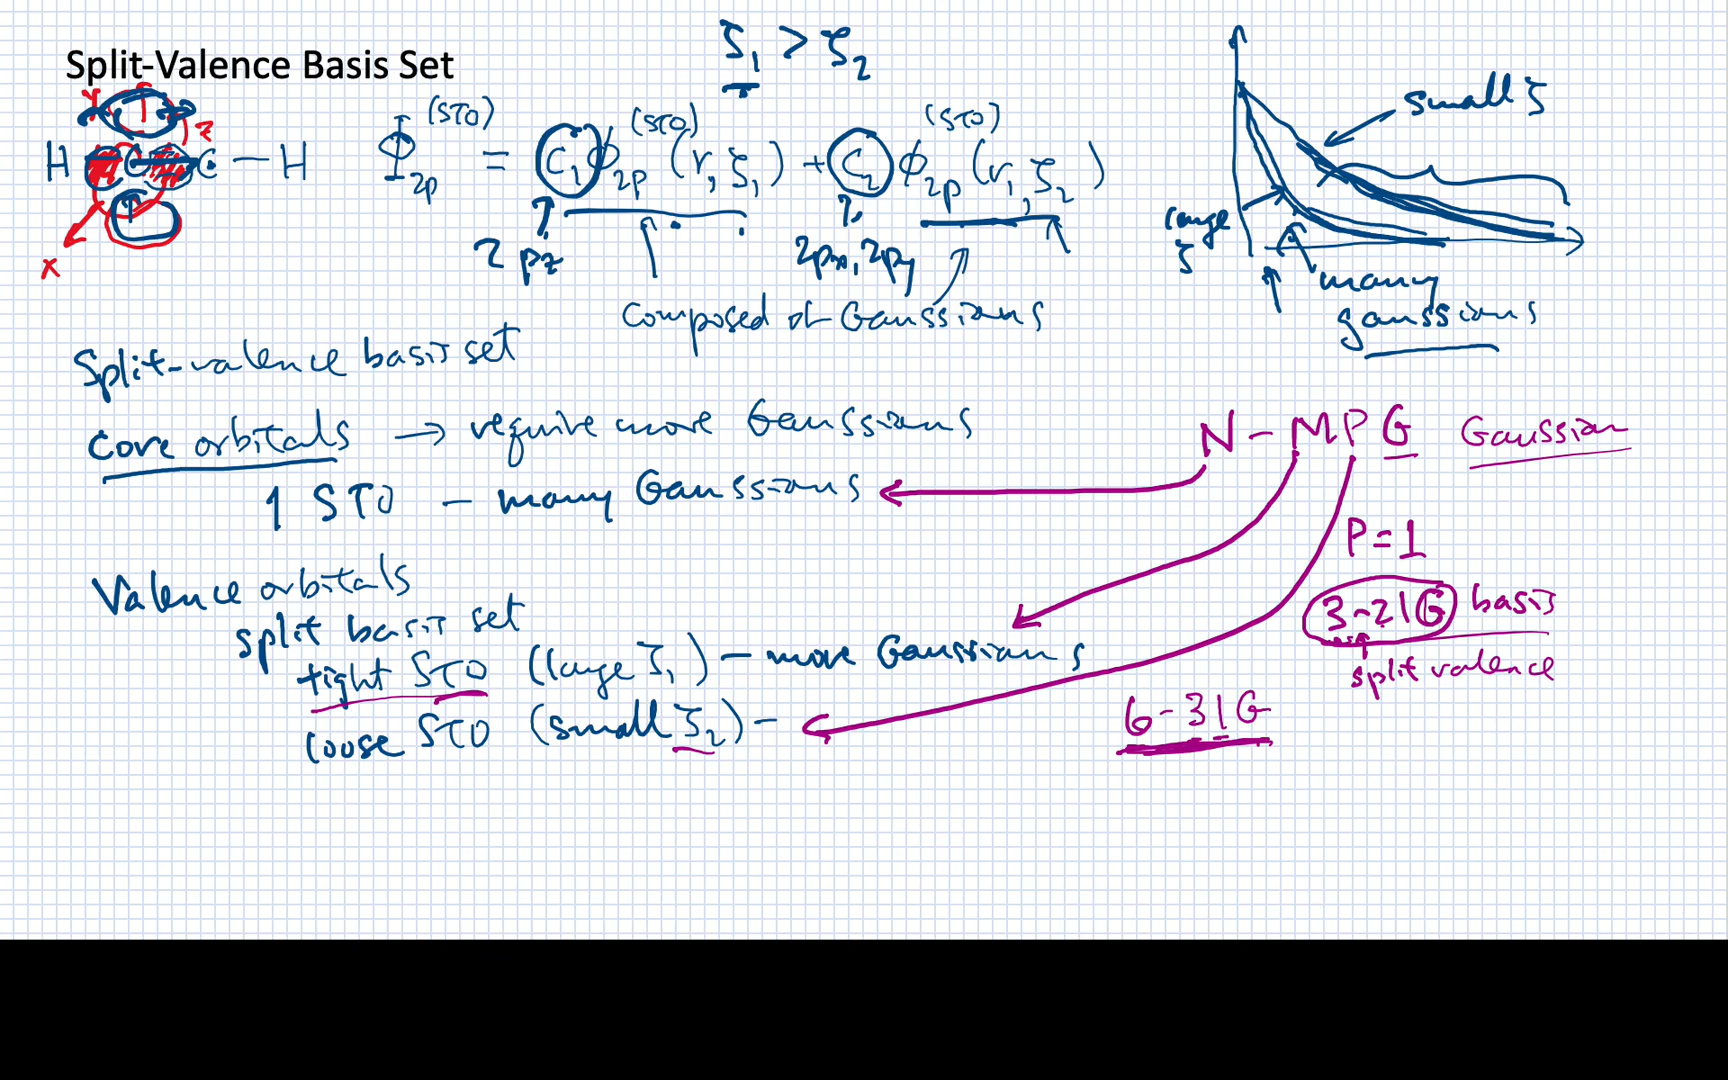 Split-Valence Basis Set
ζ₁ > ζ₂
H C C — H
y
z
x
Φ₂p (STO) = C₁ ϕ₂p (STO) (r, ζ₁) + C₂ ϕ₂p (STO) (r, ζ₂)
2pz
2px, 2py
Composed of Gaussians
small ζ
large ζ
many gaussians
Split-valence basis set
Core orbitals → require more Gaussians
1 STO – many Gaussians
Valence orbitals
split basis set
tight STO (large ζ₁) – more Gaussians
loose STO (small ζ₂) –
N-MPG Gaussian
P=1
3-21G basis
split valence
6-31G